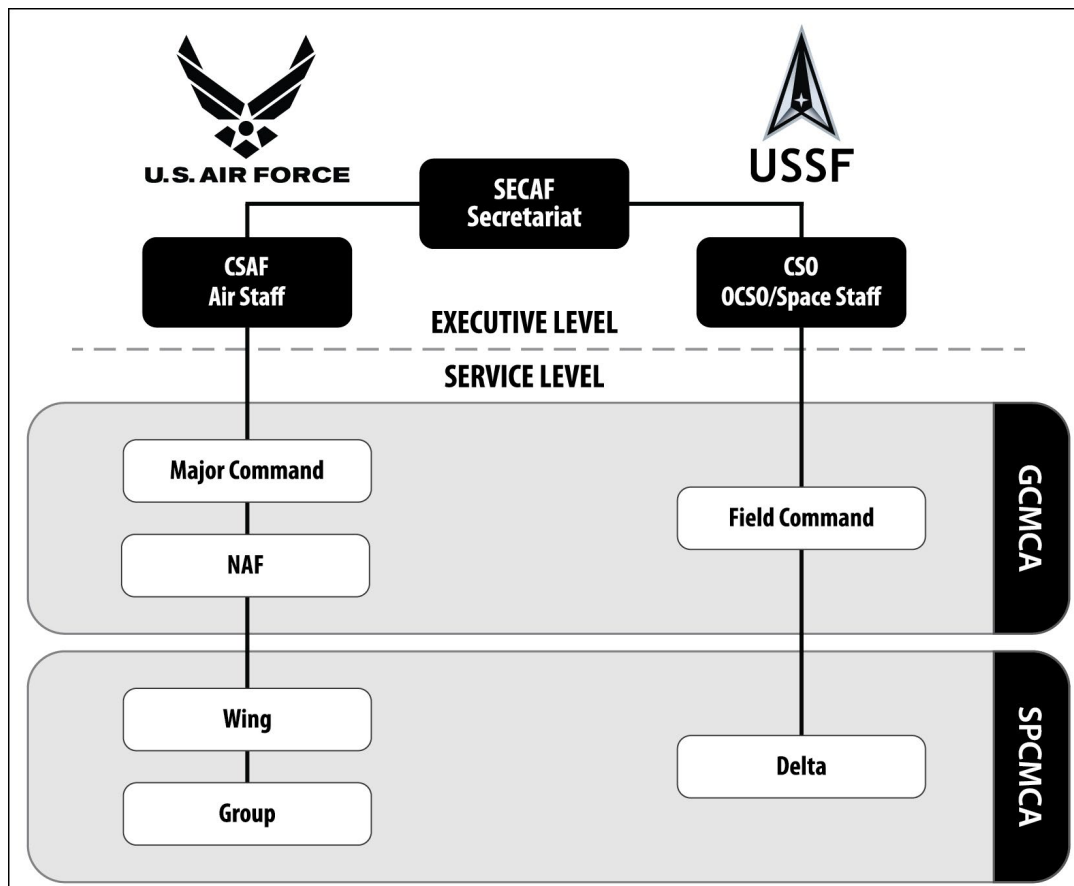 U.S. AIR FORCE
USSF
SECAF
Secretariat
CSAF
Air Staff
CSO
OCSO/Space Staff
EXECUTIVE LEVEL
SERVICE LEVEL
Major Command
NAF
Field Command
GCMCA
Wing
Group
Delta
SPCMCA